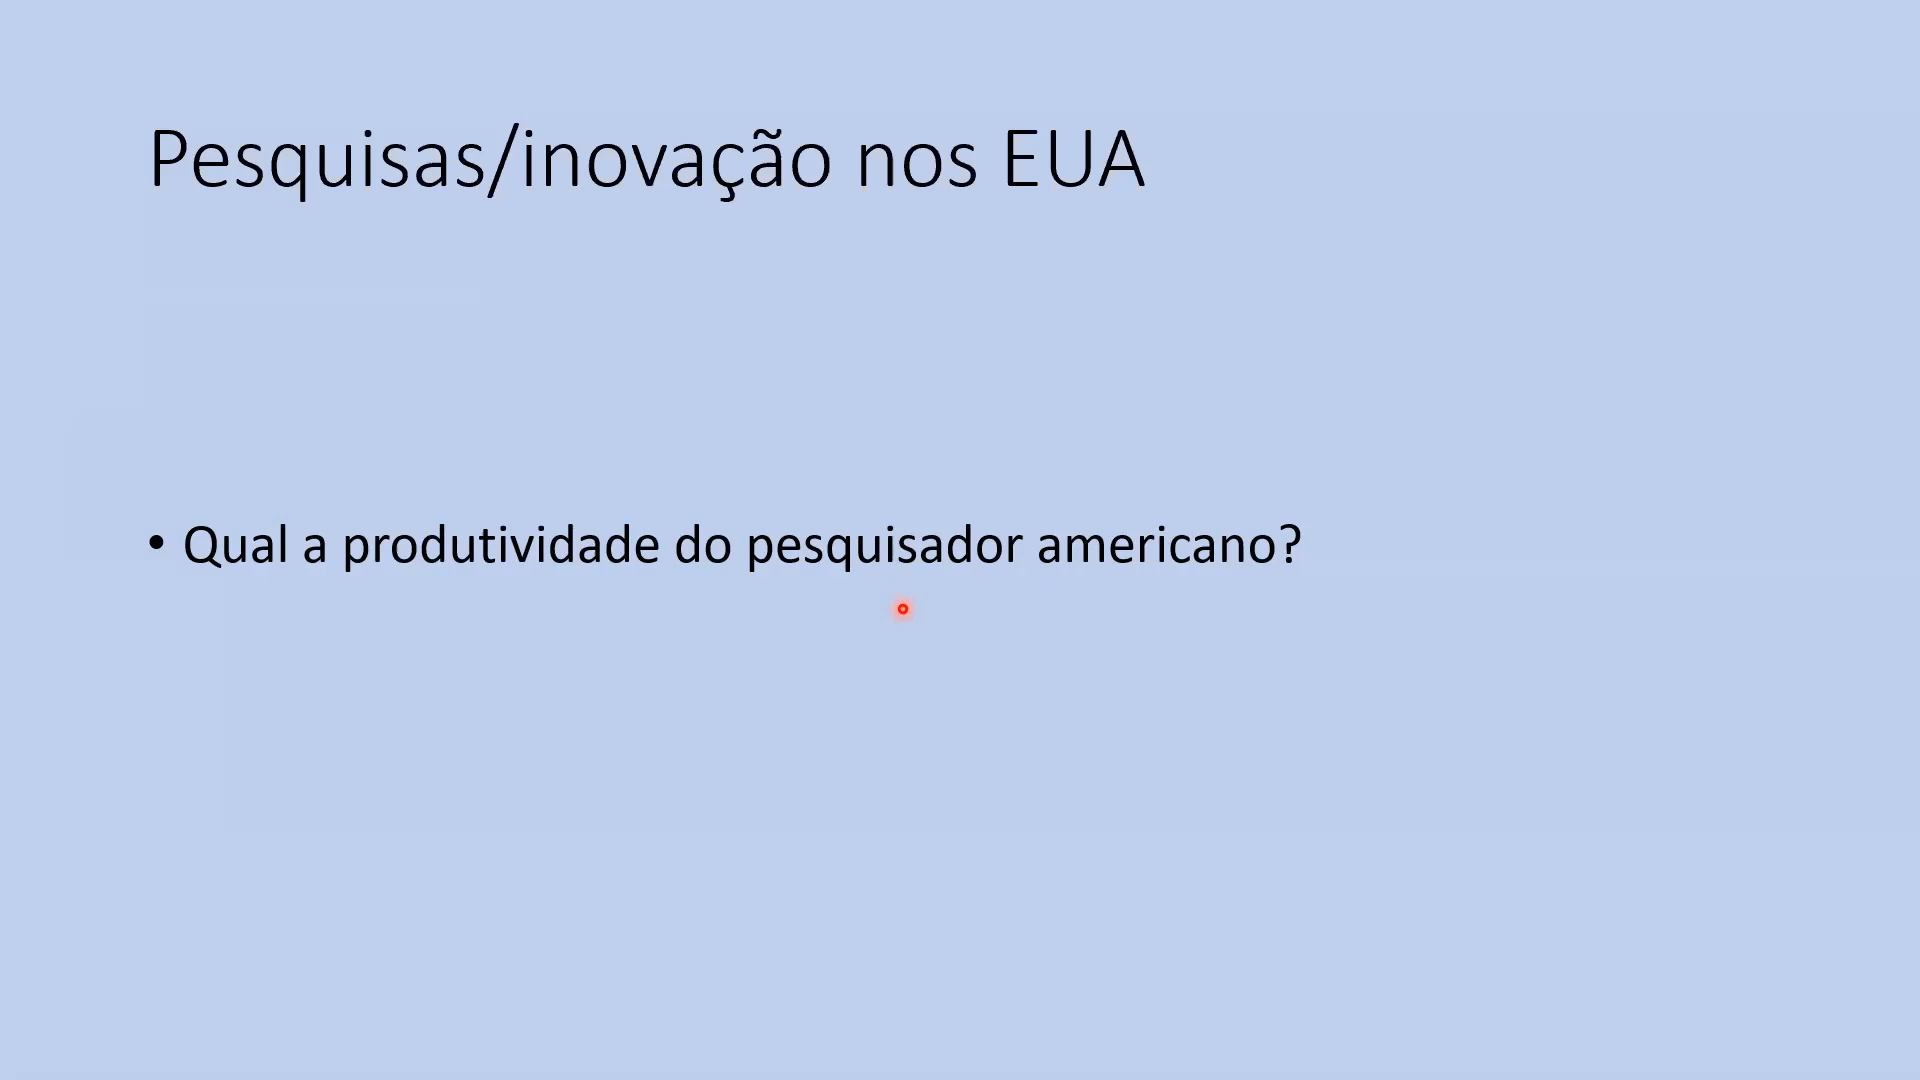 Pesquisas/inovação nos EUA
• Qual a produtividade do pesquisador americano?